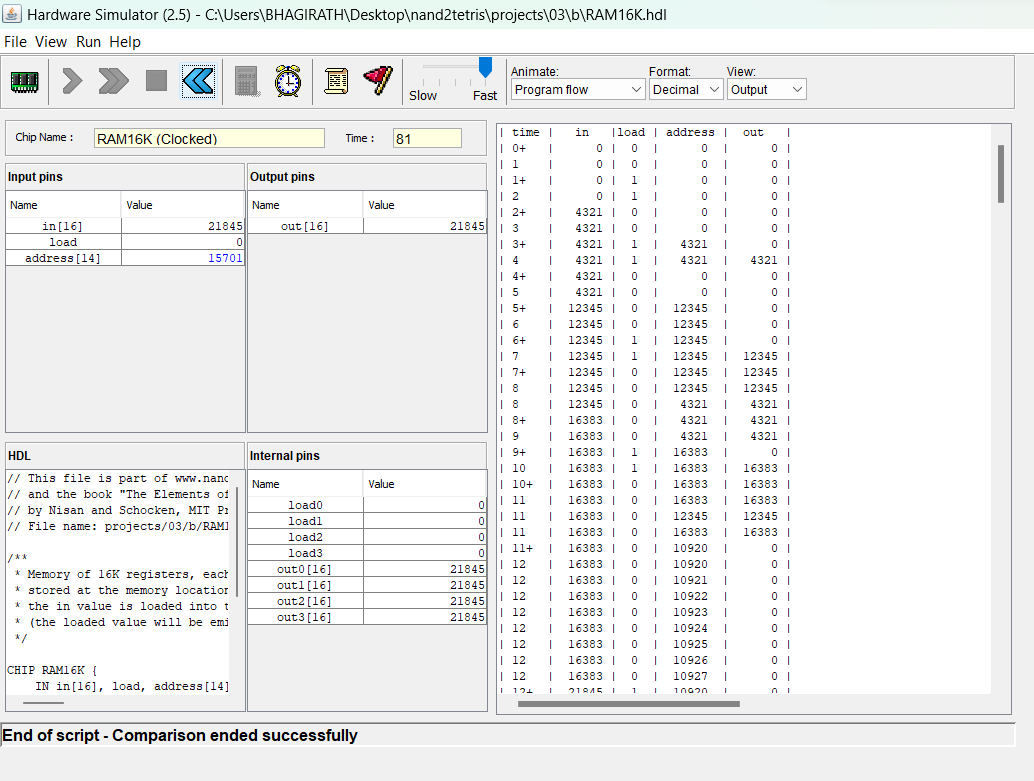 Hardware Simulator (2.5) - C:\Users\BHAGIRATH\Desktop\nand2tetris\projects\03\b\RAM16K.hdl
File View Run Help
Slow Fast
Animate: Format: View:
Program flow Decimal Output
Chip Name : RAM16K (Clocked) Time : 81
Input pins
Name Value
in[16] 21845
load 0
address[14] 15701
Output pins
Name Value
out[16] 21845
HDL
// This file is part of www.nand
// and the book "The Elements of
// by Nisan and Schocken, MIT Pr
// File name: projects/03/b/RAM1
/**
* Memory of 16K registers, each
* stored at the memory location
* the in value is loaded into t
* (the loaded value will be emi
*/
CHIP RAM16K {
IN in[16], load, address[14]
Internal pins
Name Value
load0 0
load1 0
load2 0
load3 0
out0[16] 21845
out1[16] 21845
out2[16] 21845
out3[16] 21845
| time | in |load | address | out |
| 0+ | 0 | 0 | 0 | 0 |
| 1 | 0 | 0 | 0 | 0 |
| 1+ | 0 | 1 | 0 | 0 |
| 2 | 0 | 1 | 0 | 0 |
| 2+ | 4321 | 0 | 0 | 0 |
| 3 | 4321 | 0 | 0 | 0 |
| 3+ | 4321 | 1 | 4321 | 0 |
| 4 | 4321 | 1 | 4321 | 4321 |
| 4+ | 4321 | 0 | 0 | 0 |
| 5 | 4321 | 0 | 0 | 0 |
| 5+ | 12345 | 0 | 12345 | 0 |
| 6 | 12345 | 0 | 12345 | 0 |
| 6+ | 12345 | 1 | 12345 | 0 |
| 7 | 12345 | 1 | 12345 | 12345 |
| 7+ | 12345 | 0 | 12345 | 12345 |
| 8 | 12345 | 0 | 12345 | 12345 |
| 8 | 12345 | 0 | 4321 | 4321 |
| 8+ | 16383 | 0 | 4321 | 4321 |
| 9 | 16383 | 0 | 4321 | 4321 |
| 9+ | 16383 | 1 | 16383 | 0 |
| 10 | 16383 | 1 | 16383 | 16383 |
| 10+ | 16383 | 0 | 16383 | 16383 |
| 11 | 16383 | 0 | 16383 | 16383 |
| 11 | 16383 | 0 | 12345 | 12345 |
| 11 | 16383 | 0 | 16383 | 16383 |
| 11+ | 16383 | 0 | 10920 | 0 |
| 12 | 16383 | 0 | 10920 | 0 |
| 12 | 16383 | 0 | 10921 | 0 |
| 12 | 16383 | 0 | 10922 | 0 |
| 12 | 16383 | 0 | 10923 | 0 |
| 12 | 16383 | 0 | 10924 | 0 |
| 12 | 16383 | 0 | 10925 | 0 |
| 12 | 16383 | 0 | 10926 | 0 |
| 12 | 16383 | 0 | 10927 | 0 |
| 12+ | 21845 | 1 | 10920 | 0 |
End of script - Comparison ended successfully